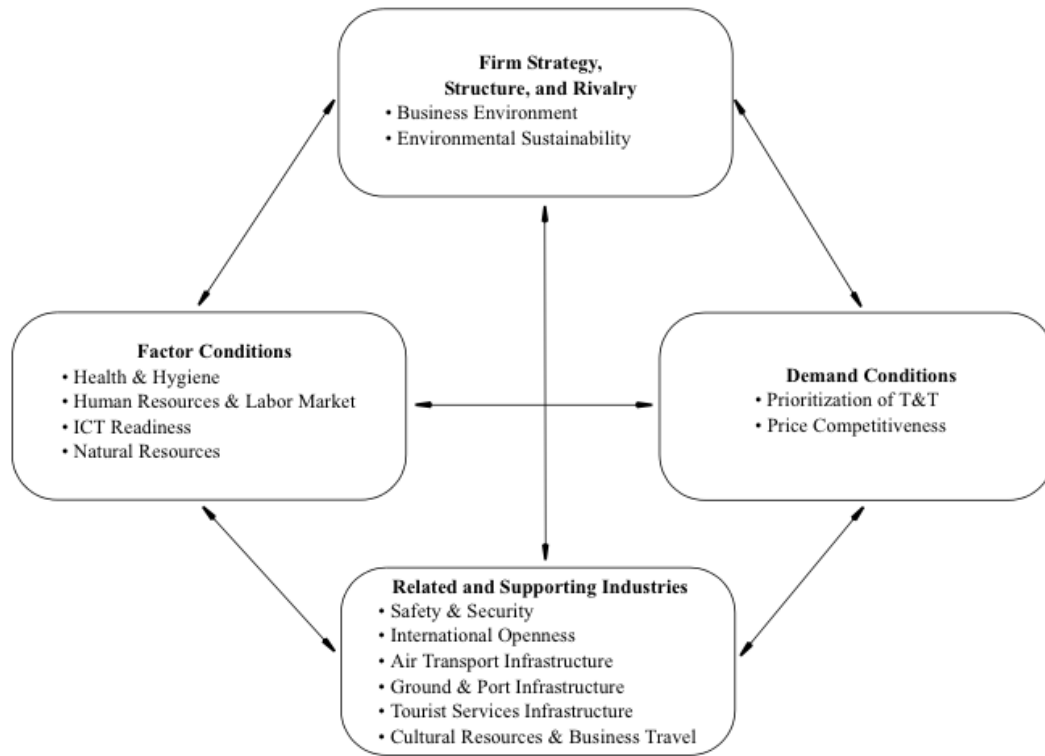 Firm Strategy,
Structure, and Rivalry
• Business Environment
• Environmental Sustainability
Factor Conditions
• Health & Hygiene
• Human Resources & Labor Market
• ICT Readiness
• Natural Resources
Demand Conditions
• Prioritization of T&T
• Price Competitiveness
Related and Supporting Industries
• Safety & Security
• International Openness
• Air Transport Infrastructure
• Ground & Port Infrastructure
• Tourist Services Infrastructure
• Cultural Resources & Business Travel